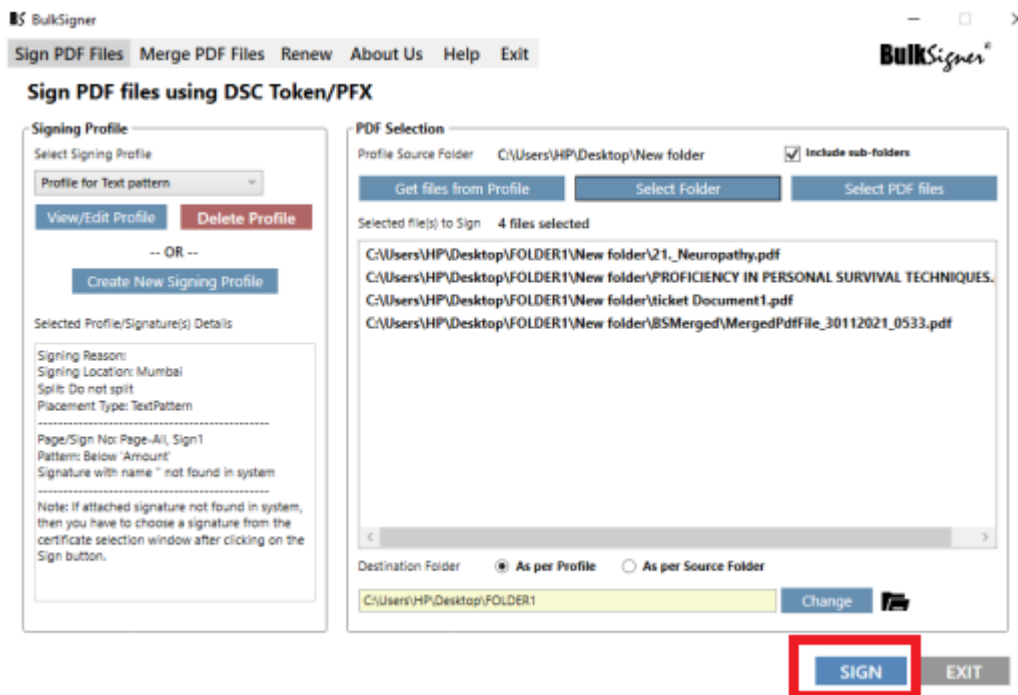 BS BulkSigner
Sign PDF Files Merge PDF Files Renew About Us Help Exit
BulkSigner®
Sign PDF files using DSC Token/PFX
Signing Profile
Select Signing Profile
Profile for Text pattern
View/Edit Profile Delete Profile
-- OR --
Create New Signing Profile
Selected Profile/Signature(s) Details
Signing Reason:
Signing Location: Mumbai
Split: Do not split
Placement Type: TextPattern
--------------------------------------------------
Page/Sign No: Page-All, Sign1
Pattern: Below 'Amount'
Signature with name '' not found in system
--------------------------------------------------
Note: If attached signature not found in system,
then you have to choose a signature from the
certificate selection window after clicking on the
Sign button.
PDF Selection
Profile Source Folder C:\Users\HP\Desktop\New folder Include sub-folders
Get files from Profile Select Folder Select PDF files
Selected file(s) to Sign 4 files selected
C:\Users\HP\Desktop\FOLDER1\New folder\21._Neuropathy.pdf
C:\Users\HP\Desktop\FOLDER1\New folder\PROFICIENCY IN PERSONAL SURVIVAL TECHNIQUES.
C:\Users\HP\Desktop\FOLDER1\New folder\ticket Document1.pdf
C:\Users\HP\Desktop\FOLDER1\New folder\BSMerged\MergedPdfFile_30112021_0533.pdf
Destination Folder As per Profile As per Source Folder
C:\Users\HP\Desktop\FOLDER1 Change
SIGN EXIT